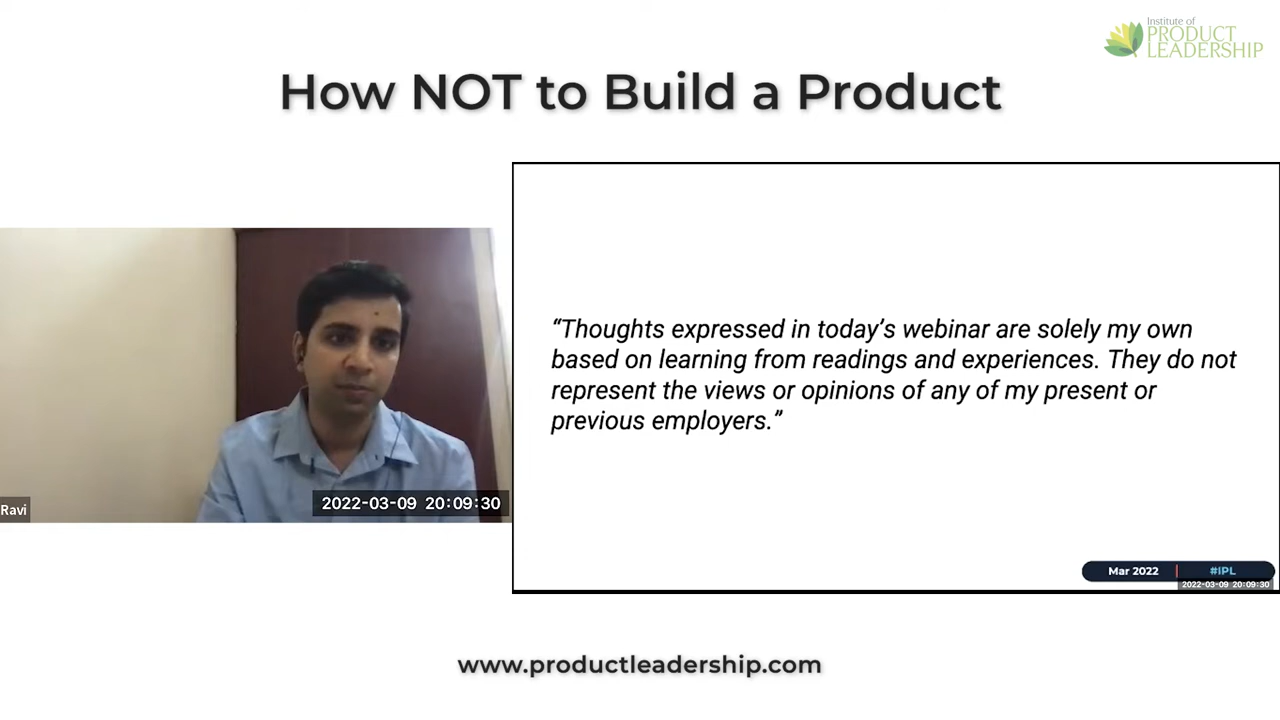 Institute of
PRODUCT
LEADERSHIP
How NOT to Build a Product
“Thoughts expressed in today’s webinar are solely my own
based on learning from readings and experiences. They do not
represent the views or opinions of any of my present or
previous employers.”
Ravi
2022-03-09 20:09:30
Mar 2022 | #IPL
2022-03-09 20:09:30
www.productleadership.com